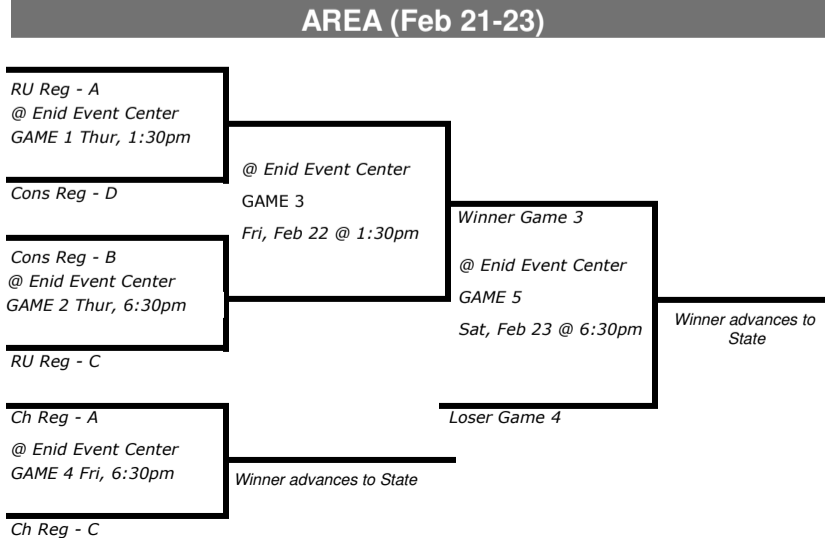 AREA (Feb 21-23)
RU Reg - A
@ Enid Event Center
GAME 1 Thur, 1:30pm
Cons Reg - D
@ Enid Event Center
GAME 3
Fri, Feb 22 @ 1:30pm
Cons Reg - B
@ Enid Event Center
GAME 2 Thur, 6:30pm
RU Reg - C
Winner Game 3
@ Enid Event Center
GAME 5
Sat, Feb 23 @ 6:30pm
Loser Game 4
Winner advances to
State
Ch Reg - A
@ Enid Event Center
GAME 4 Fri, 6:30pm
Ch Reg - C
Winner advances to State